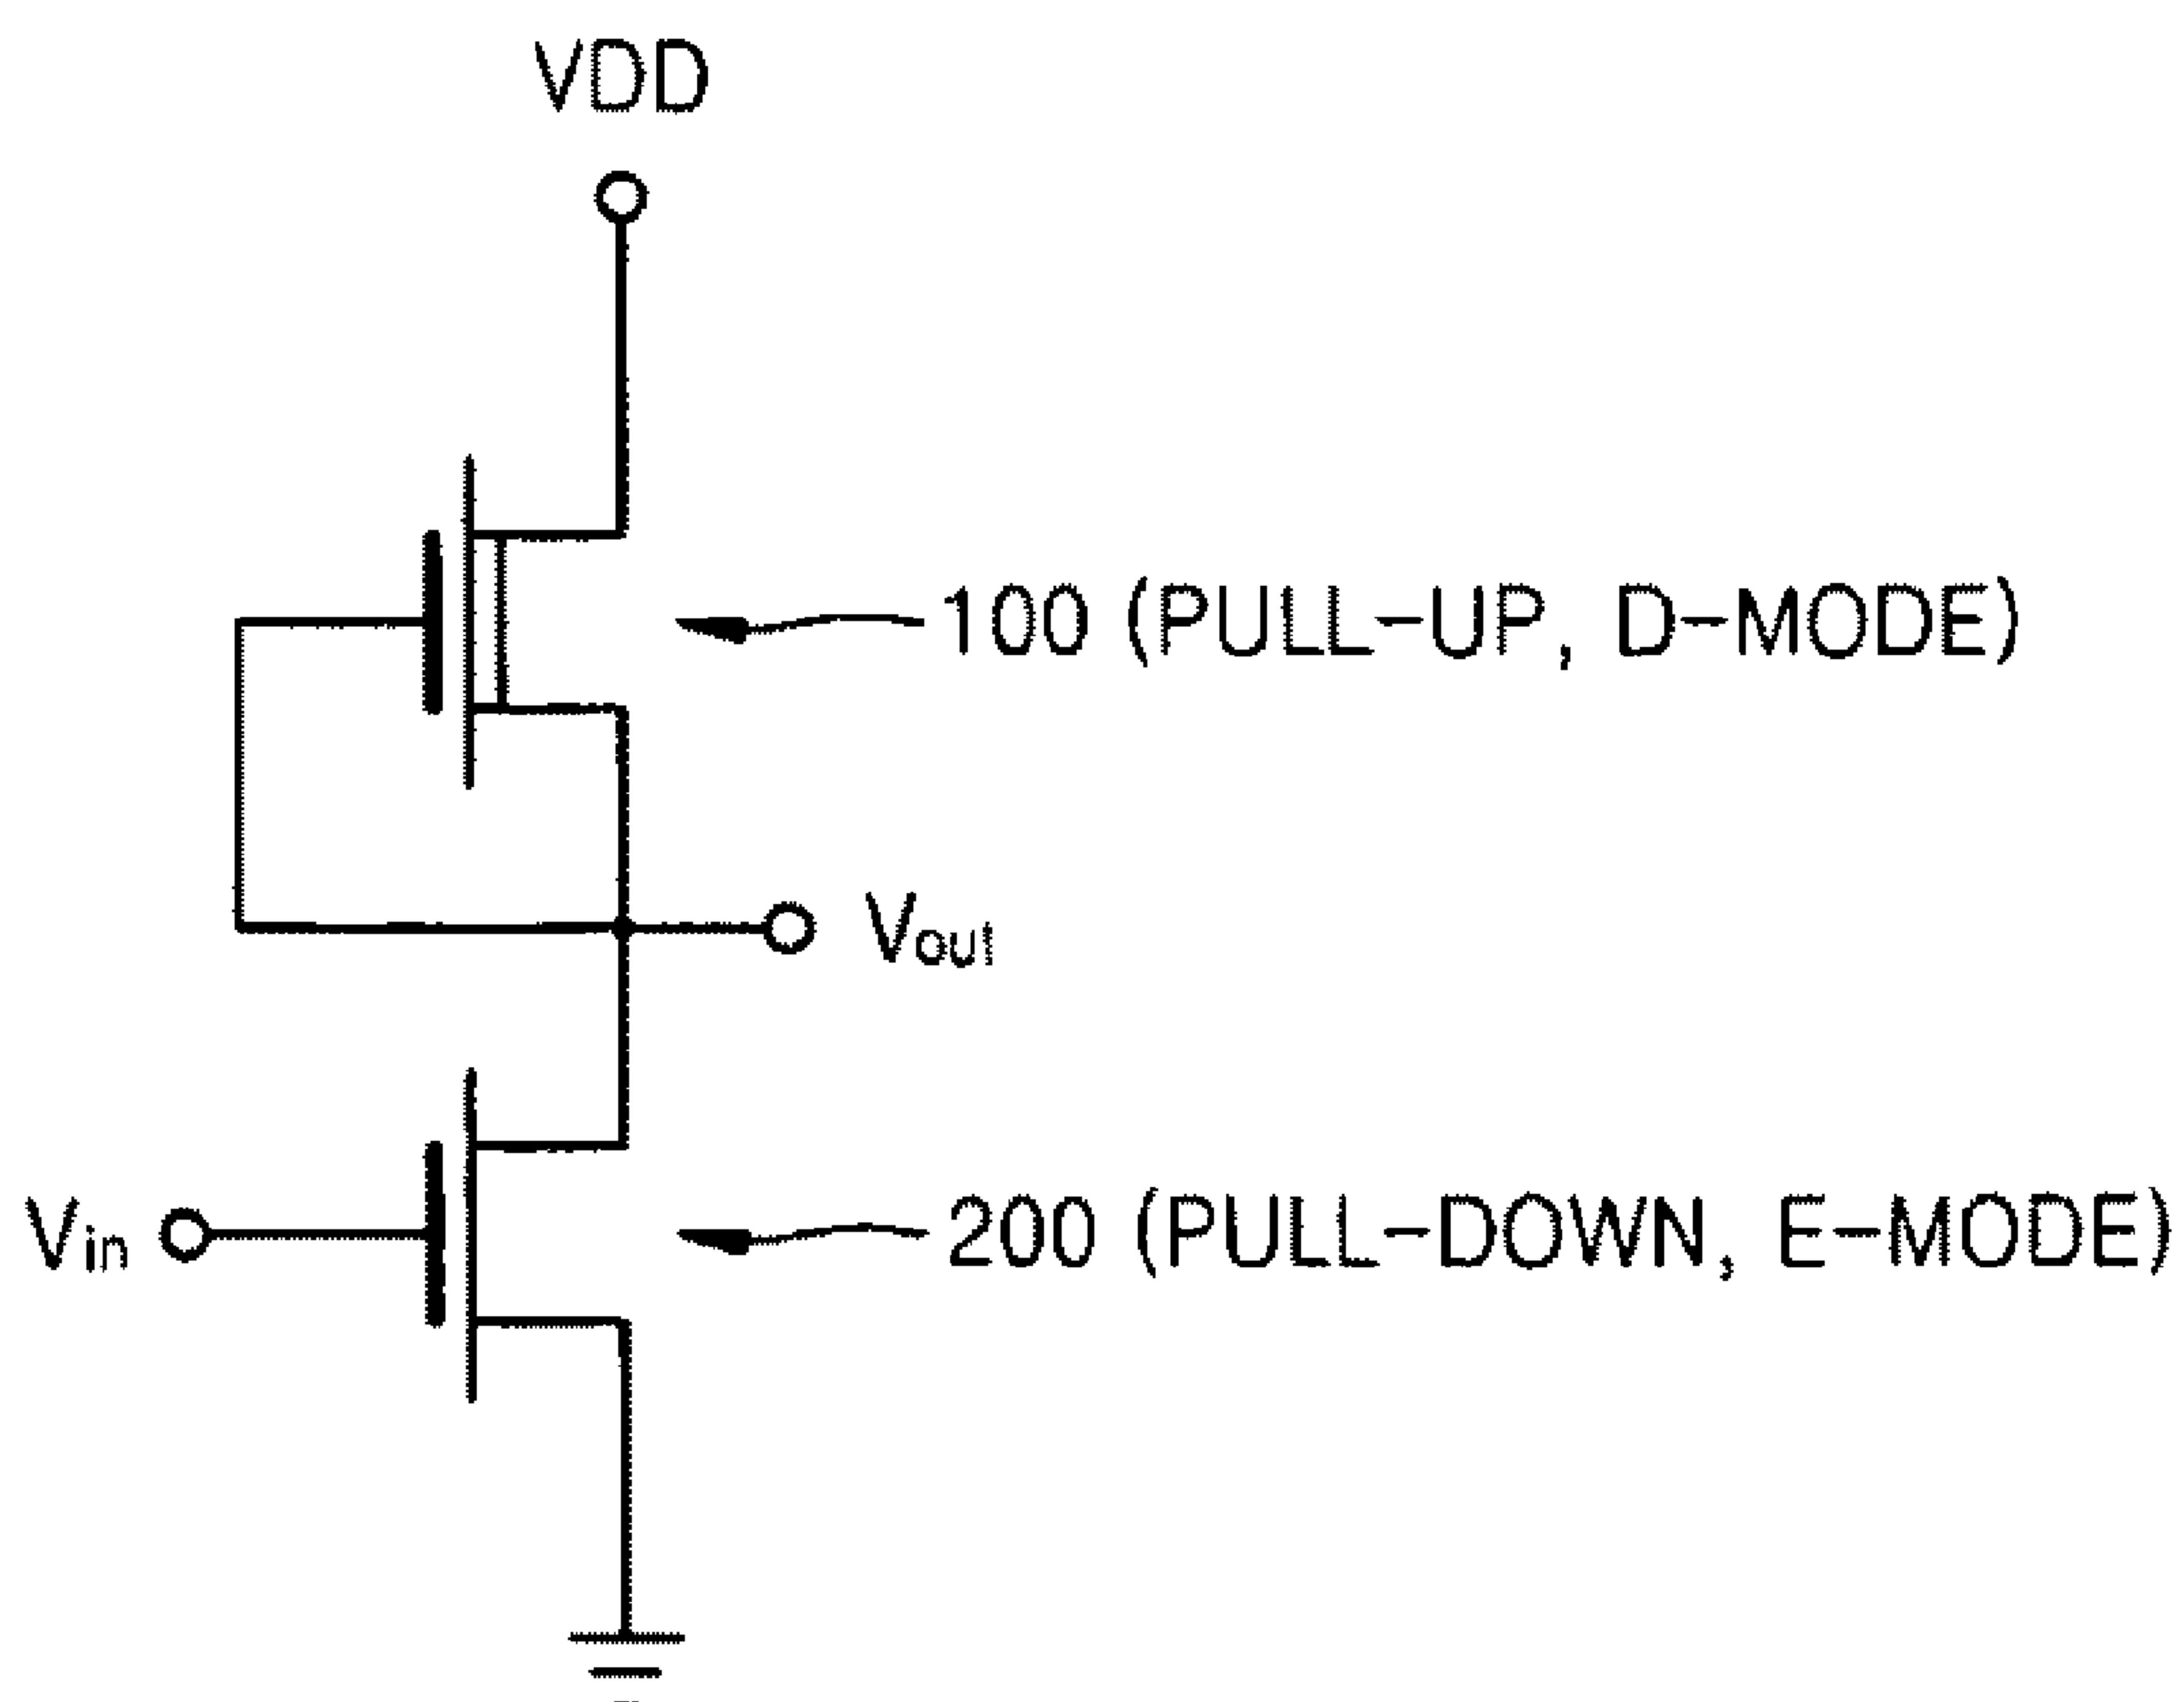 VDD
100 (PULL-UP, D-MODE)
Vout
Vin
200 (PULL-DOWN, E-MODE)